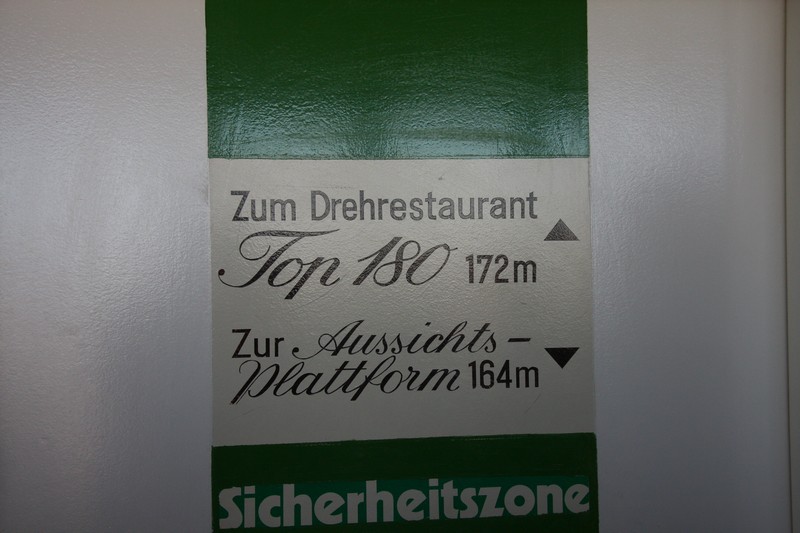 Zum Drehrestaurant
Top 180 172m
Zur Aussichts-
plattform 164m
Sicherheitszone